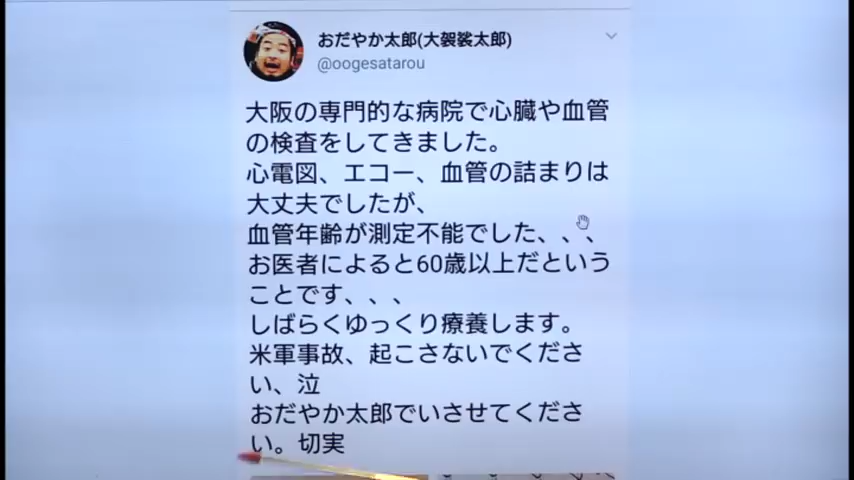 おだやか太郎(大袈裟太郎)
@oogesatarou
大阪の専門的な病院で心臓や血管
の検査をしてきました。
心電図、エコー、血管の詰まりは
大丈夫でしたが、
血管年齢が測定不能でした、、、
お医者によると60歳以上だという
ことです、、、
しばらくゆっくり療養します。
米軍事故、起こさないでくださ
い、泣
おだやか太郎でいさせてくださ
い。切実